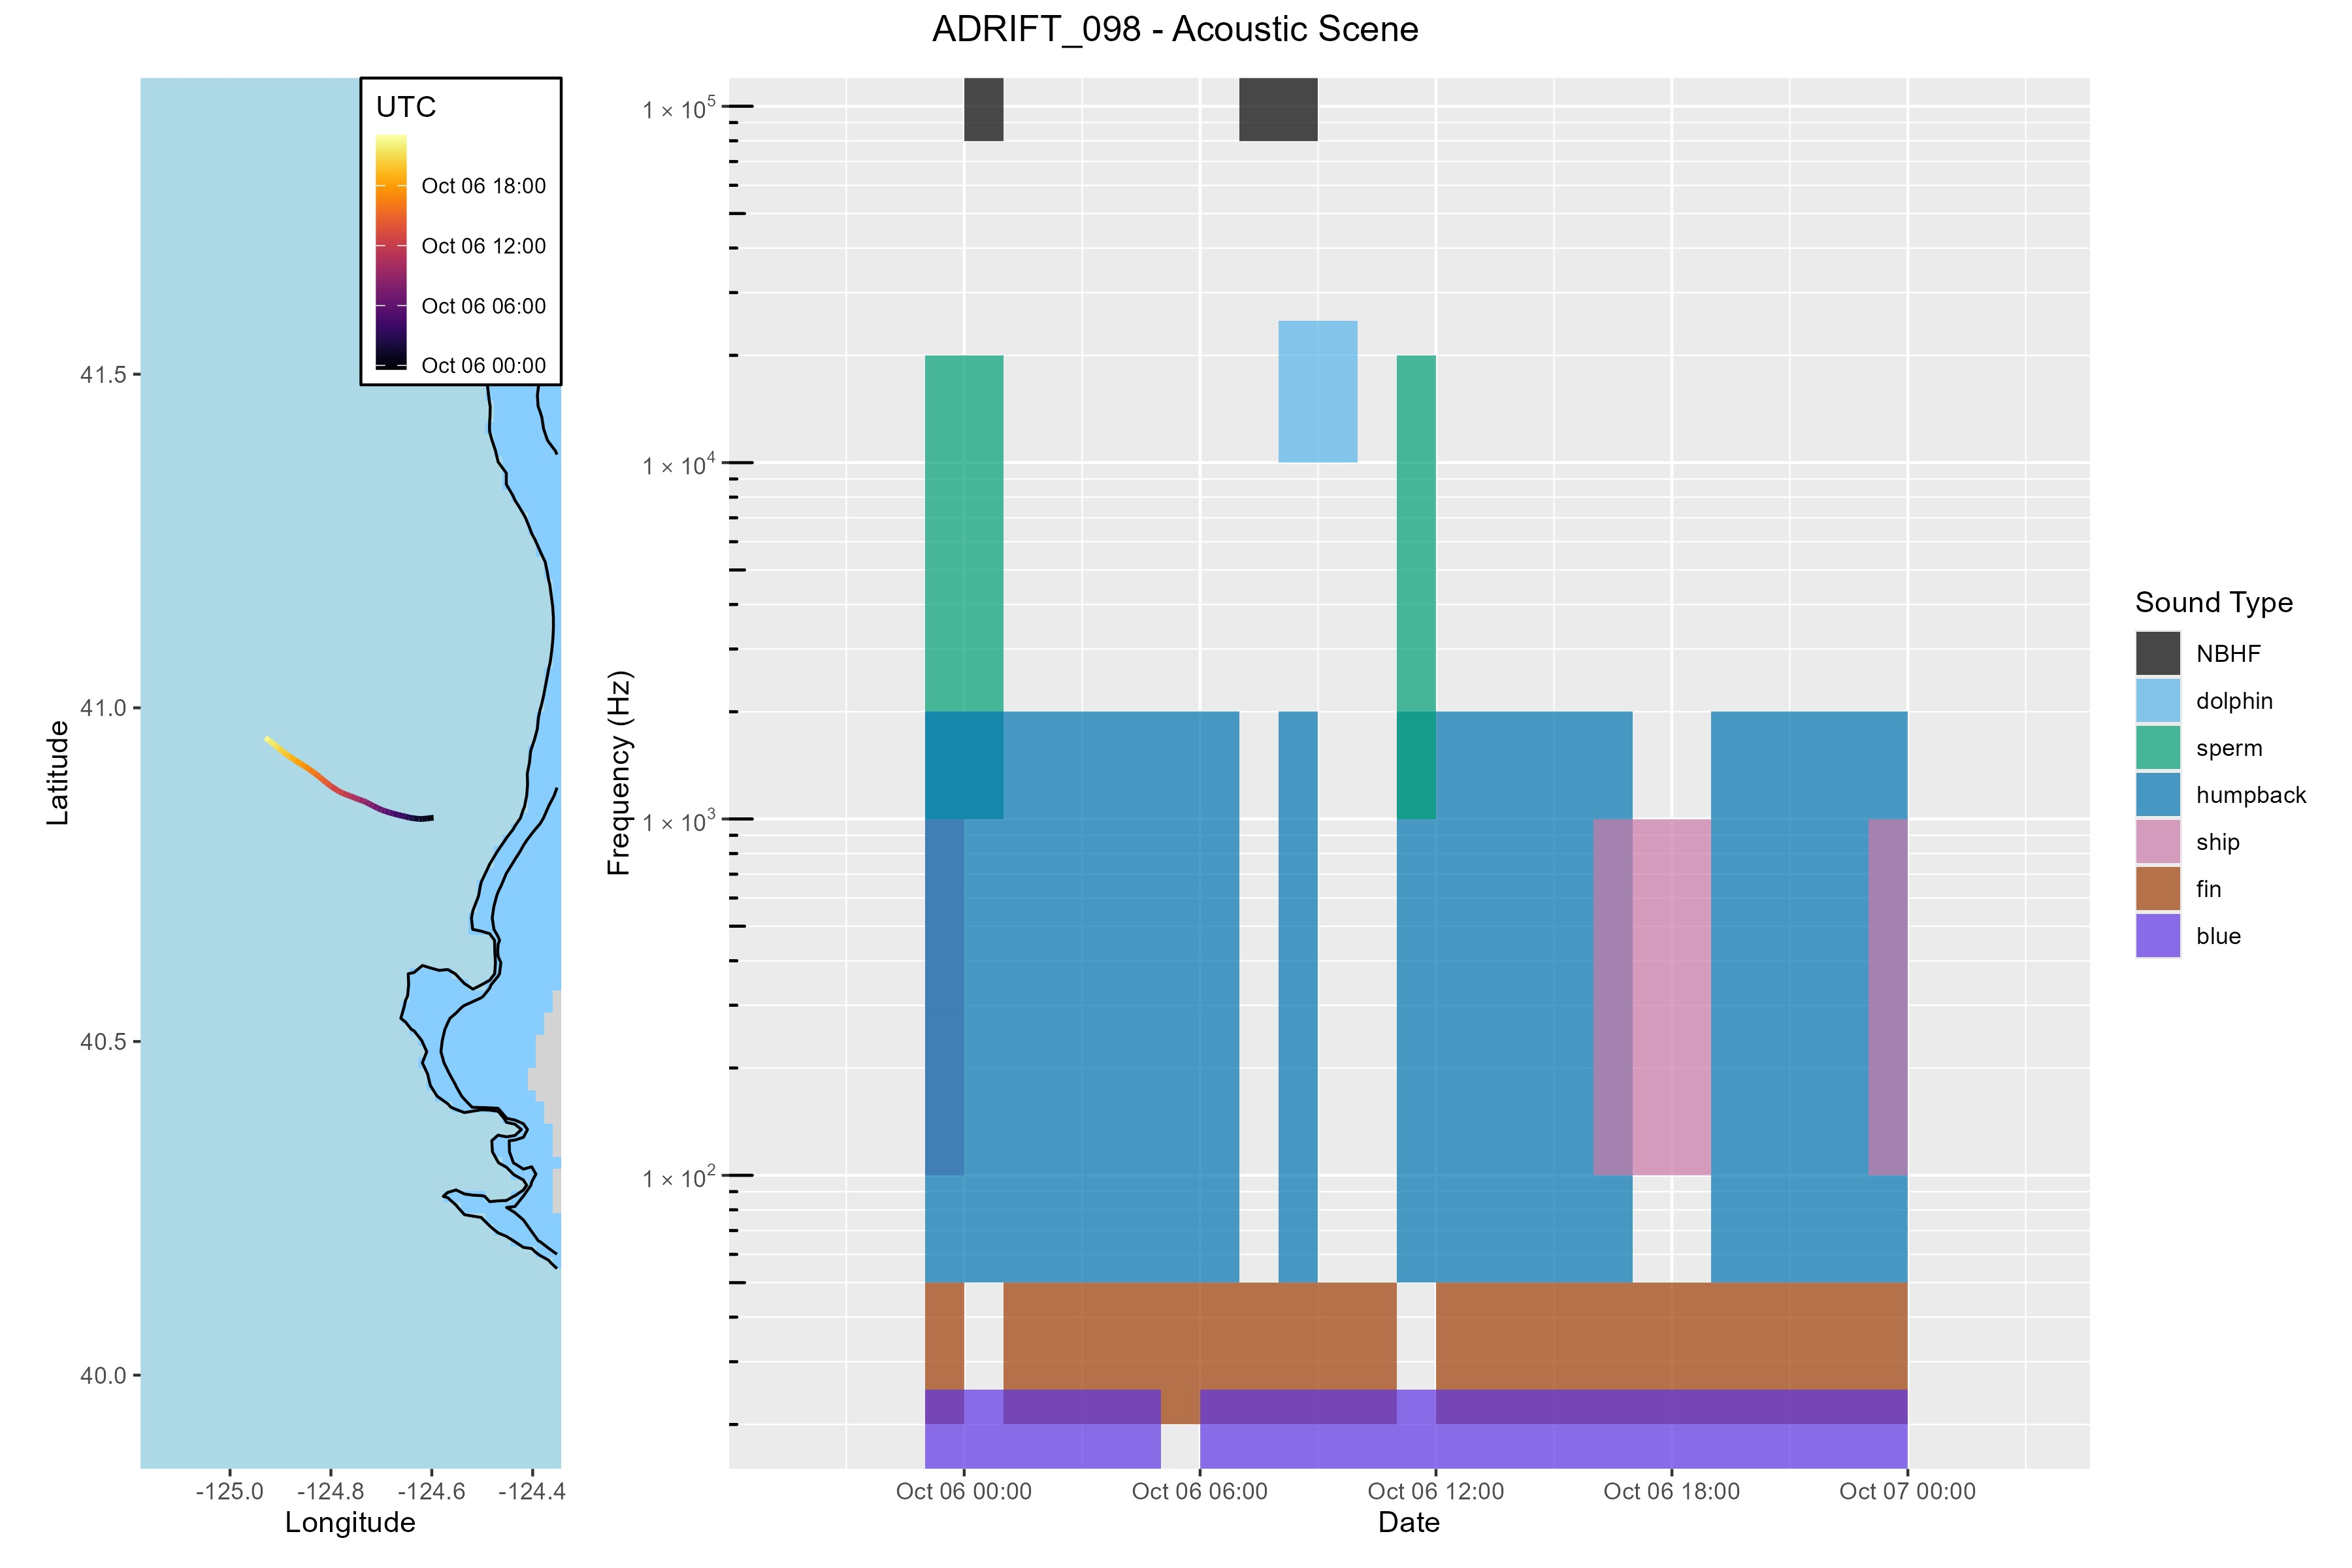 ADRIFT_098 - Acoustic Scene
UTC
Oct 06 18:00
Oct 06 12:00
Oct 06 06:00
Oct 06 00:00
Latitude
41.5
41.0
40.5
40.0
-125.0 -124.8 -124.6 -124.4
Longitude
Frequency (Hz)
1 × 10⁵
1 × 10⁴
1 × 10³
1 × 10²
Oct 06 00:00 Oct 06 06:00 Oct 06 12:00 Oct 06 18:00 Oct 07 00:00
Date
Sound Type
NBHF
dolphin
sperm
humpback
ship
fin
blue